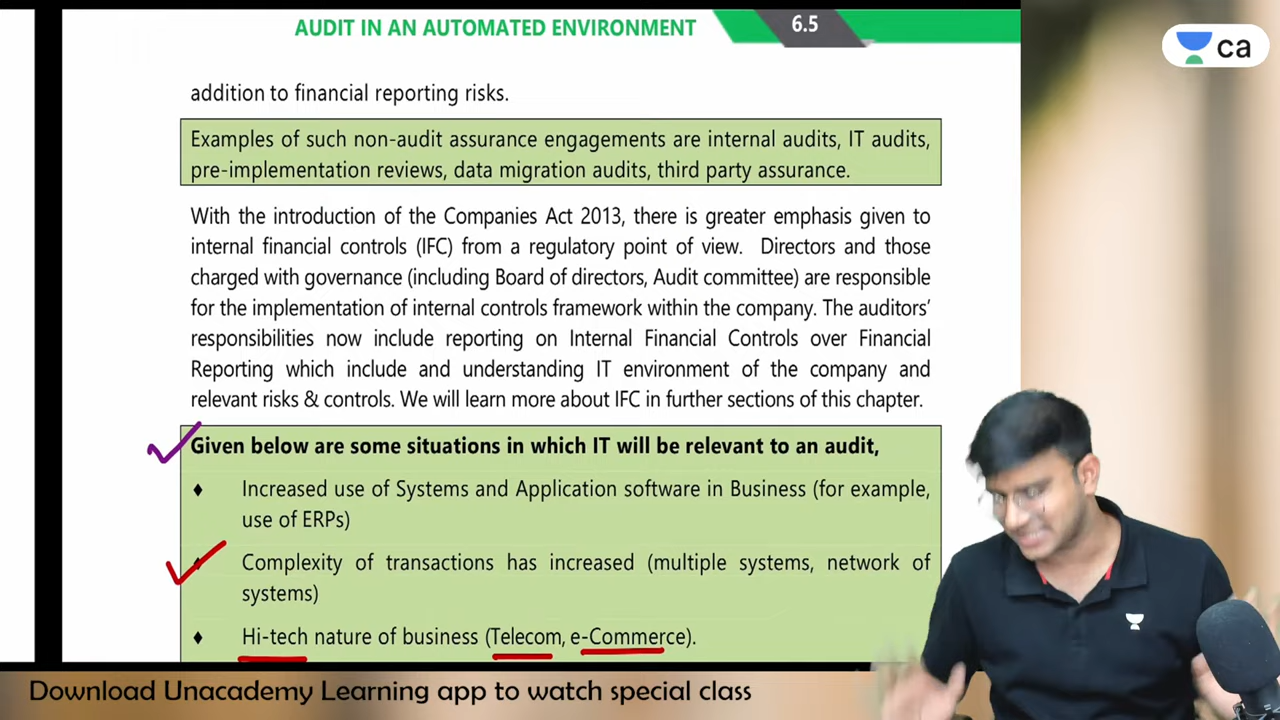 AUDIT IN AN AUTOMATED ENVIRONMENT 6.5
ca
addition to financial reporting risks.
Examples of such non-audit assurance engagements are internal audits, IT audits,
pre-implementation reviews, data migration audits, third party assurance.
With the introduction of the Companies Act 2013, there is greater emphasis given to
internal financial controls (IFC) from a regulatory point of view. Directors and those
charged with governance (including Board of directors, Audit committee) are responsible
for the implementation of internal controls framework within the company. The auditors’
responsibilities now include reporting on Internal Financial Controls over Financial
Reporting which include and understanding IT environment of the company and
relevant risks & controls. We will learn more about IFC in further sections of this chapter.
Given below are some situations in which IT will be relevant to an audit,
♦ Increased use of Systems and Application software in Business (for example,
use of ERPs)
♦ Complexity of transactions has increased (multiple systems, network of
systems)
♦ Hi-tech nature of business (Telecom, e-Commerce).
Download Unacademy Learning app to watch special class